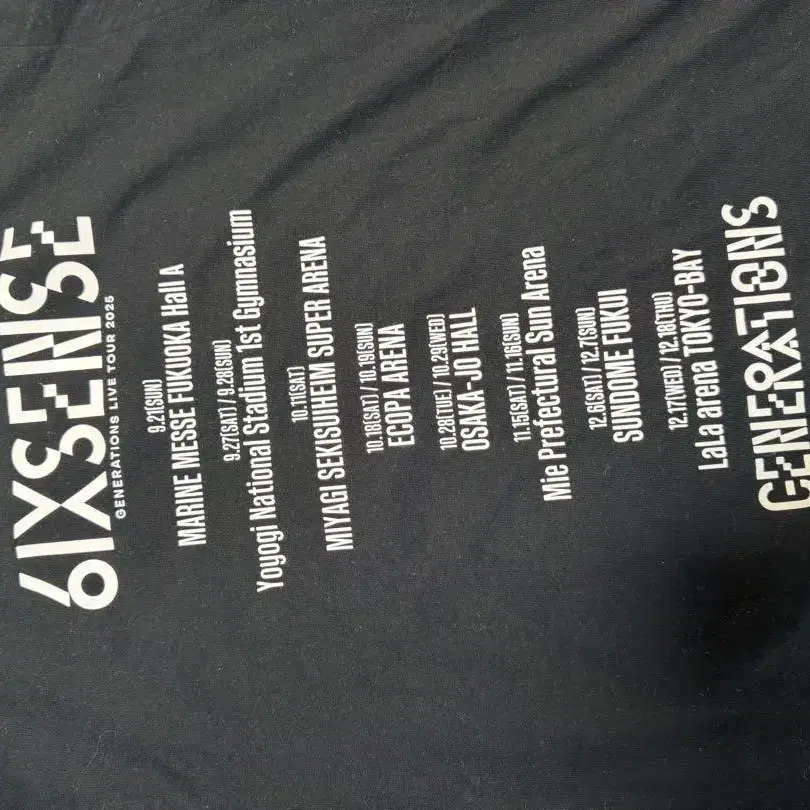 6IXSENSE
GENERATIONS LIVE TOUR 2025
9.21(SUN)
MARINE MESSE FUKUOKA Hall A
9.27(SAT) / 9.28(SUN)
Yoyogi National Stadium 1st Gymnasium
10.11(SAT)
MIYAGI SEKISUIHEIM SUPER ARENA
10.18(SAT) / 10.19(SUN)
ECOPA ARENA
10.28(TUE) / 10.29(WED)
OSAKA-JO HALL
11.15(SAT) / 11.16(SUN)
Mie Prefectural Sun Arena
12.6(SAT) / 12.7(SUN)
SUNDOME FUKUI
12.17(WED) / 12.18(THU)
LaLa arena TOKYO-BAY
GENERATIONS